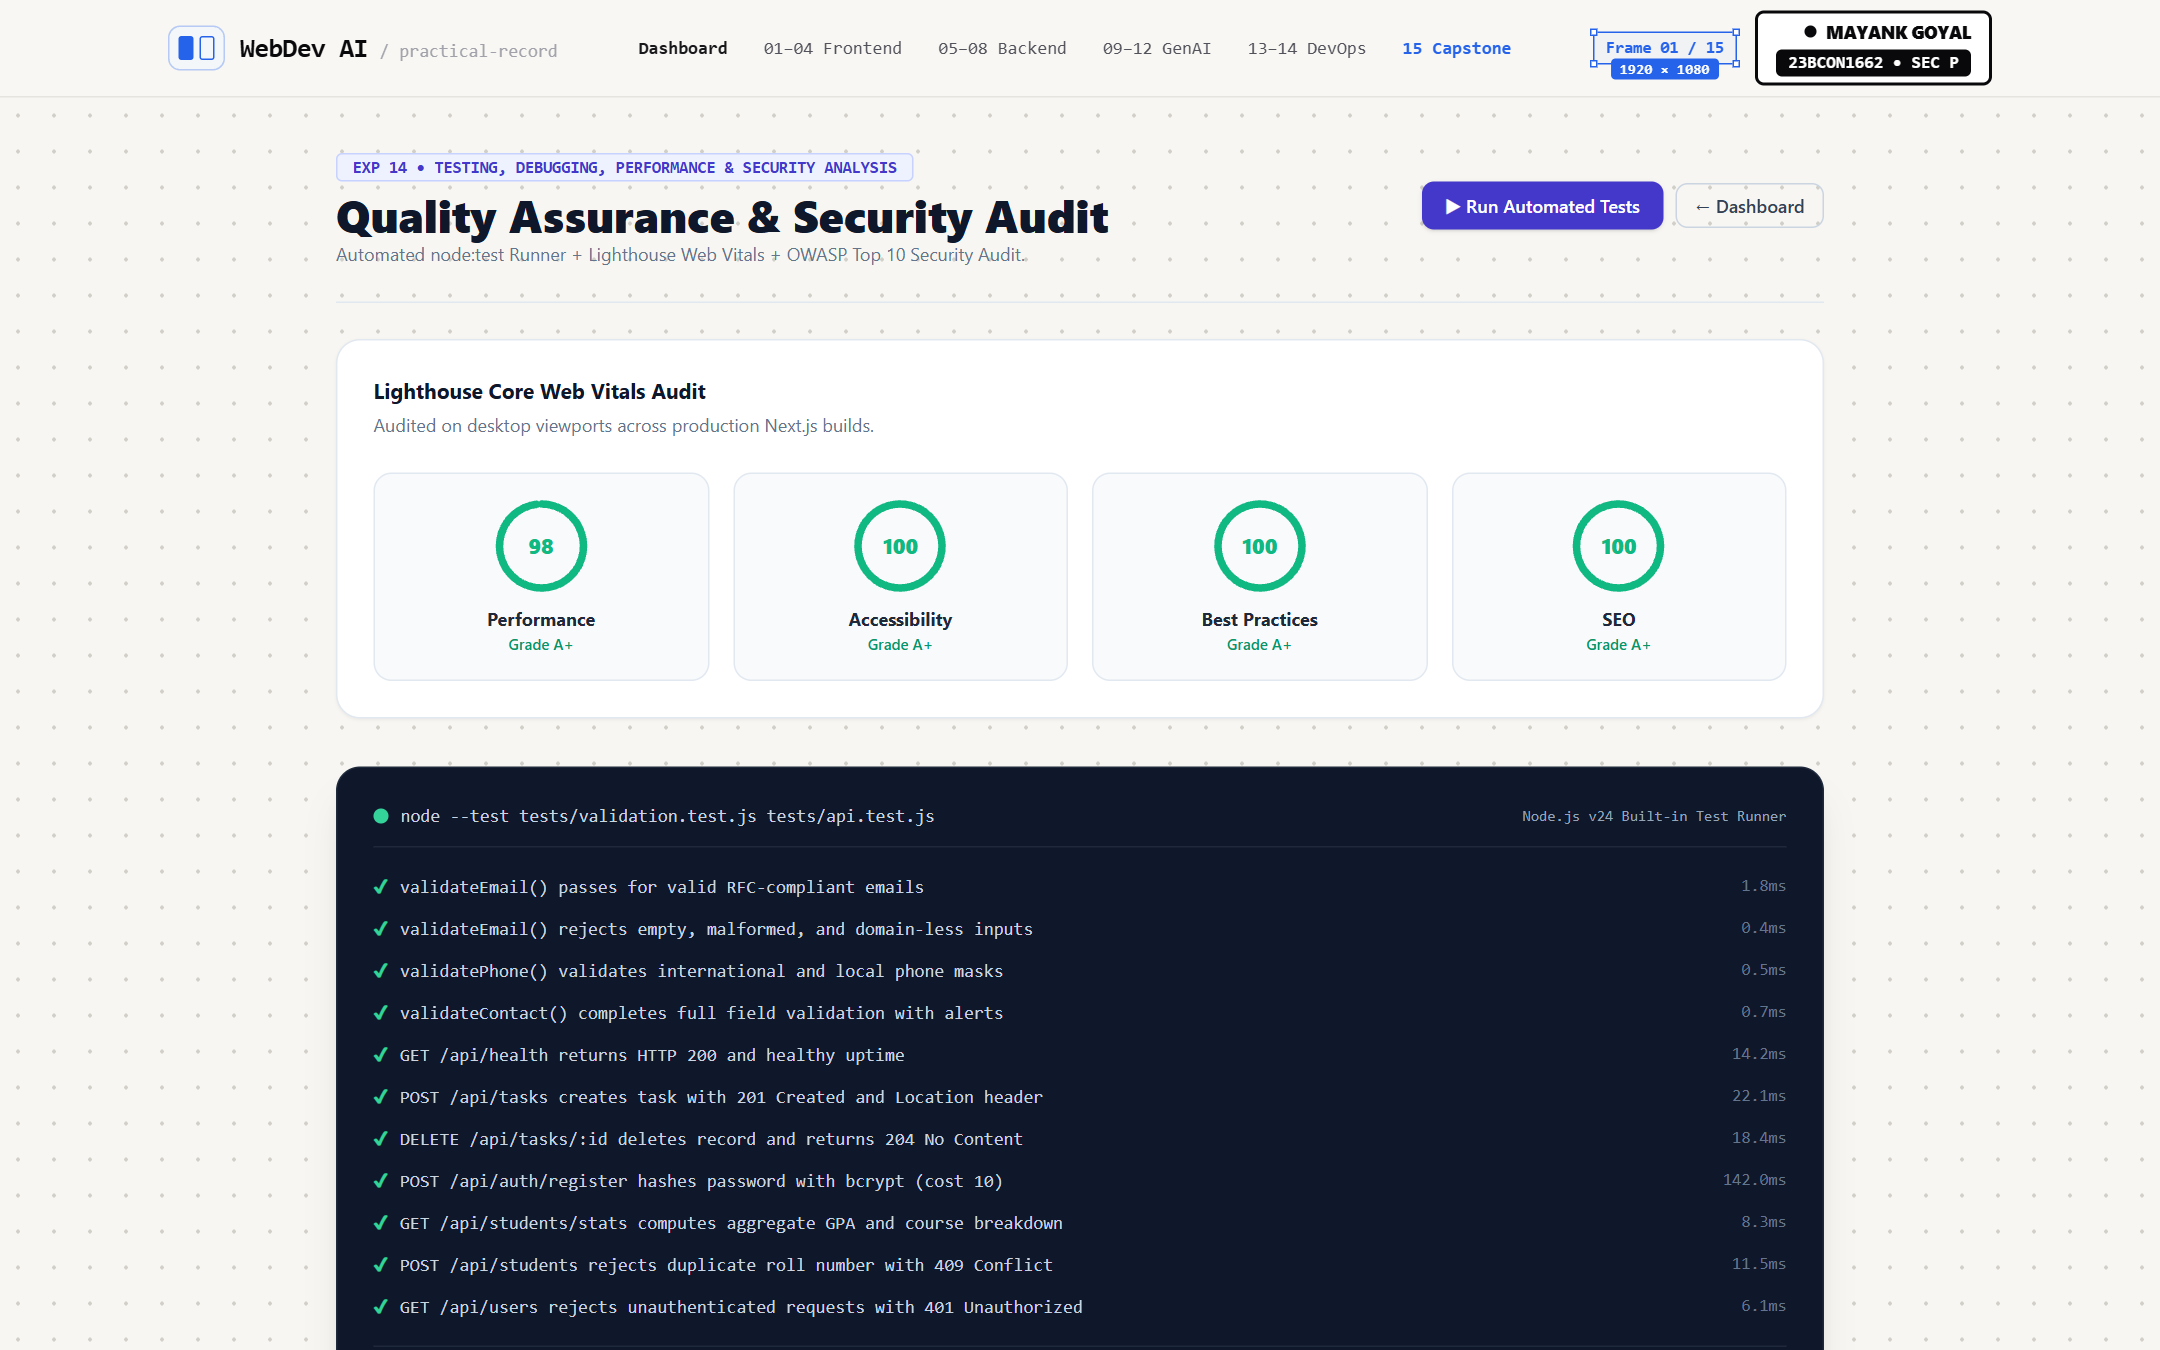 WebDev AI / practical-record
Dashboard 01–04 Frontend 05–08 Backend 09–12 GenAI 13–14 DevOps 15 Capstone
Frame 01 / 15
1920 × 1080
● MAYANK GOYAL
23BCON1662 • SEC P
EXP 14 • TESTING, DEBUGGING, PERFORMANCE & SECURITY ANALYSIS
Quality Assurance & Security Audit
Automated node:test Runner + Lighthouse Web Vitals + OWASP Top 10 Security Audit.
▶ Run Automated Tests
← Dashboard
Lighthouse Core Web Vitals Audit
Audited on desktop viewports across production Next.js builds.
98
Performance
Grade A+
100
Accessibility
Grade A+
100
Best Practices
Grade A+
100
SEO
Grade A+
node --test tests/validation.test.js tests/api.test.js
Node.js v24 Built-in Test Runner
✔ validateEmail() passes for valid RFC-compliant emails 1.8ms
✔ validateEmail() rejects empty, malformed, and domain-less inputs 0.4ms
✔ validatePhone() validates international and local phone masks 0.5ms
✔ validateContact() completes full field validation with alerts 0.7ms
✔ GET /api/health returns HTTP 200 and healthy uptime 14.2ms
✔ POST /api/tasks creates task with 201 Created and Location header 22.1ms
✔ DELETE /api/tasks/:id deletes record and returns 204 No Content 18.4ms
✔ POST /api/auth/register hashes password with bcrypt (cost 10) 142.0ms
✔ GET /api/students/stats computes aggregate GPA and course breakdown 8.3ms
✔ POST /api/students rejects duplicate roll number with 409 Conflict 11.5ms
✔ GET /api/users rejects unauthenticated requests with 401 Unauthorized 6.1ms